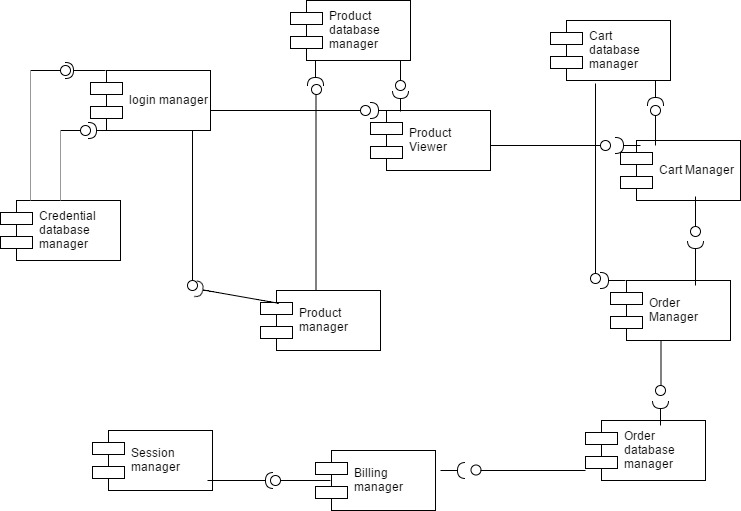 Product
database
manager
Cart
database
manager
login manager
Product
Viewer
Cart Manager
Credential
database
manager
Product
manager
Order
Manager
Order
database
manager
Session
manager
Billing
manager